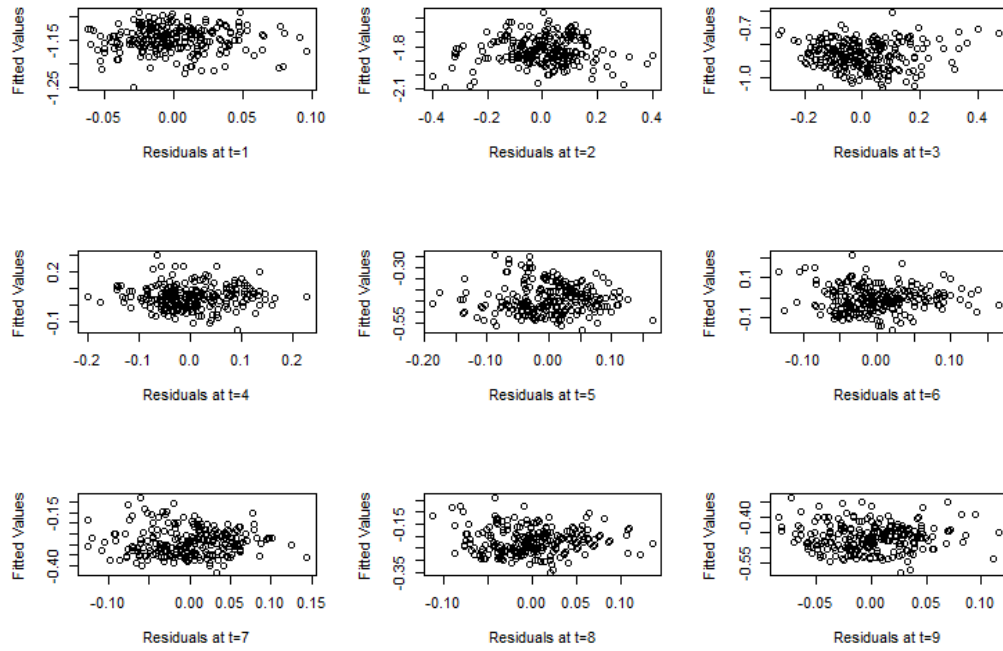 Fitted Values
-1.15
-1.25
-0.05 0.00 0.05 0.10
Residuals at t=1
Fitted Values
-1.8
-2.1
-0.4 -0.2 0.0 0.2 0.4
Residuals at t=2
Fitted Values
-0.7
-1.0
-0.2 0.0 0.2 0.4
Residuals at t=3
Fitted Values
0.2
-0.1
-0.2 -0.1 0.0 0.1 0.2
Residuals at t=4
Fitted Values
-0.30
-0.55
-0.20 -0.10 0.00 0.10
Residuals at t=5
Fitted Values
0.1
-0.1
-0.10 0.00 0.10
Residuals at t=6
Fitted Values
-0.15
-0.40
-0.10 0.00 0.05 0.10 0.15
Residuals at t=7
Fitted Values
-0.15
-0.35
-0.10 0.00 0.05 0.10
Residuals at t=8
Fitted Values
-0.40
-0.55
-0.05 0.00 0.05 0.10
Residuals at t=9